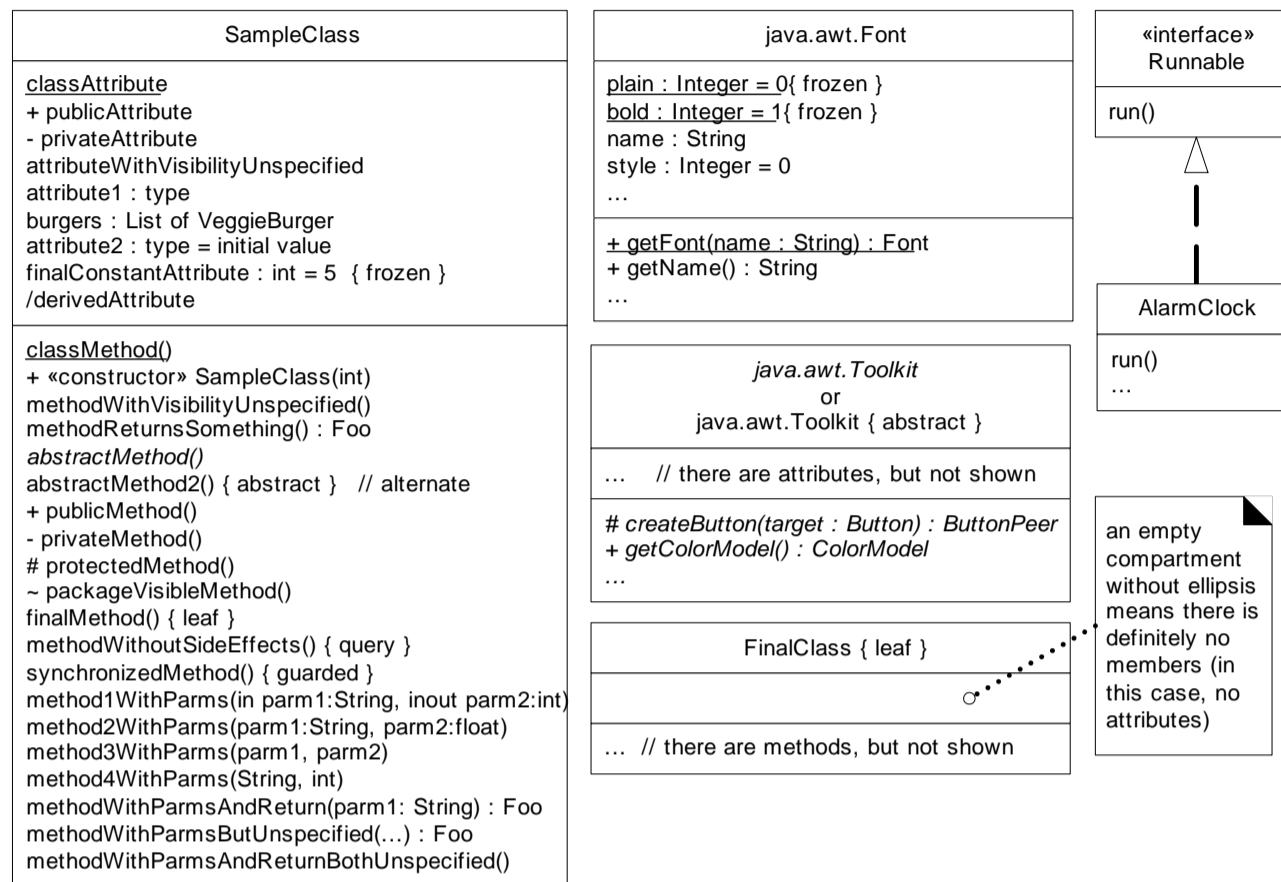 SampleClass
classAttribute
+ publicAttribute
- privateAttribute
attributeWithVisibilityUnspecified
attribute1 : type
burgers : List of VeggieBurger
attribute2 : type = initial value
finalConstantAttribute : int = 5 { frozen }
/derivedAttribute
classMethod()
+ «constructor» SampleClass(int)
methodWithVisibilityUnspecified()
methodReturnsSomething() : Foo
abstractMethod()
abstractMethod2() { abstract } // alternate
+ publicMethod()
- privateMethod()
# protectedMethod()
~ packageVisibleMethod()
finalMethod() { leaf }
methodWithoutSideEffects() { query }
synchronizedMethod() { guarded }
method1WithParms(in parm1:String, inout parm2:int)
method2WithParms(parm1:String, parm2:float)
method3WithParms(parm1, parm2)
method4WithParms(String, int)
methodWithParmsAndReturn(parm1: String) : Foo
methodWithParmsButUnspecified(...) : Foo
methodWithParmsAndReturnBothUnspecified()
java.awt.Font
plain : Integer = 0{ frozen }
bold : Integer = 1{ frozen }
name : String
style : Integer = 0
...
+ getFont(name : String) : Font
+ getName() : String
...
java.awt.Toolkit
or
java.awt.Toolkit { abstract }
... // there are attributes, but not shown
# createButton(target : Button) : ButtonPeer
+ getColorModel() : ColorModel
...
FinalClass { leaf }
... // there are methods, but not shown
«interface»
Runnable
run()
AlarmClock
run()
...
an empty
compartment
without ellipsis
means there is
definitely no
members (in
this case, no
attributes)